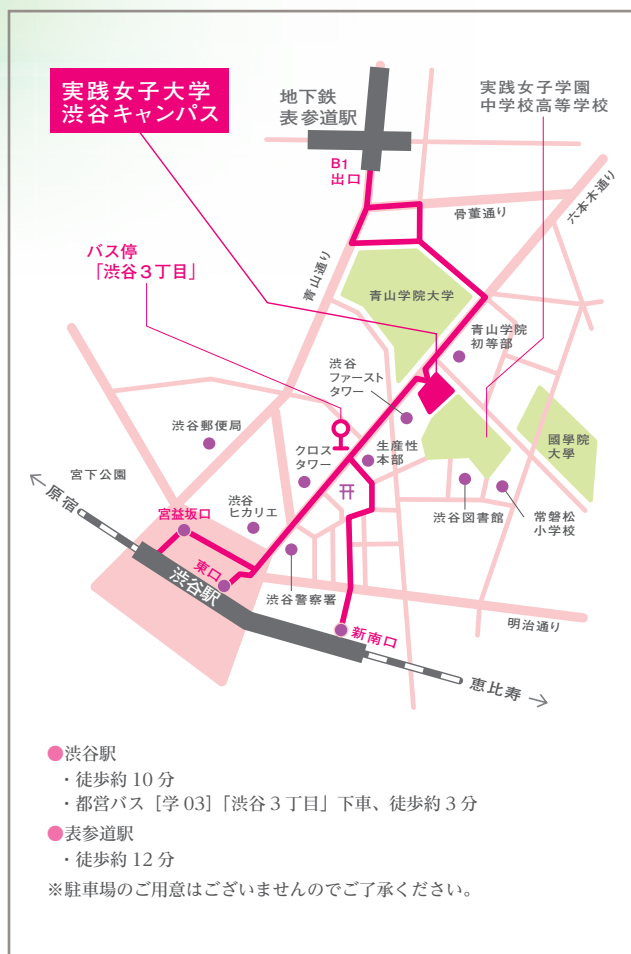 実践女子大学
渋谷キャンパス
地下鉄
表参道駅
実践女子学園
中学校高等学校
B1
出口
骨董通り
六本木通り
バス停
「渋谷3丁目」
青山通り
青山学院大学
青山学院
初等部
渋谷
ファースト
タワー
渋谷郵便局
クロス
タワー
生産性
本部
國學院
大學
宮下公園
原宿
宮益坂口
渋谷
ヒカリエ
渋谷図書館
常磐松
小学校
東口
渋谷駅
渋谷警察署
新南口
明治通り
恵比寿
●渋谷駅
・徒歩約 10 分
・都営バス［学 03］「渋谷 3 丁目」下車、徒歩約 3 分
●表参道駅
・徒歩約 12 分
※駐車場のご用意はございませんのでご了承ください。